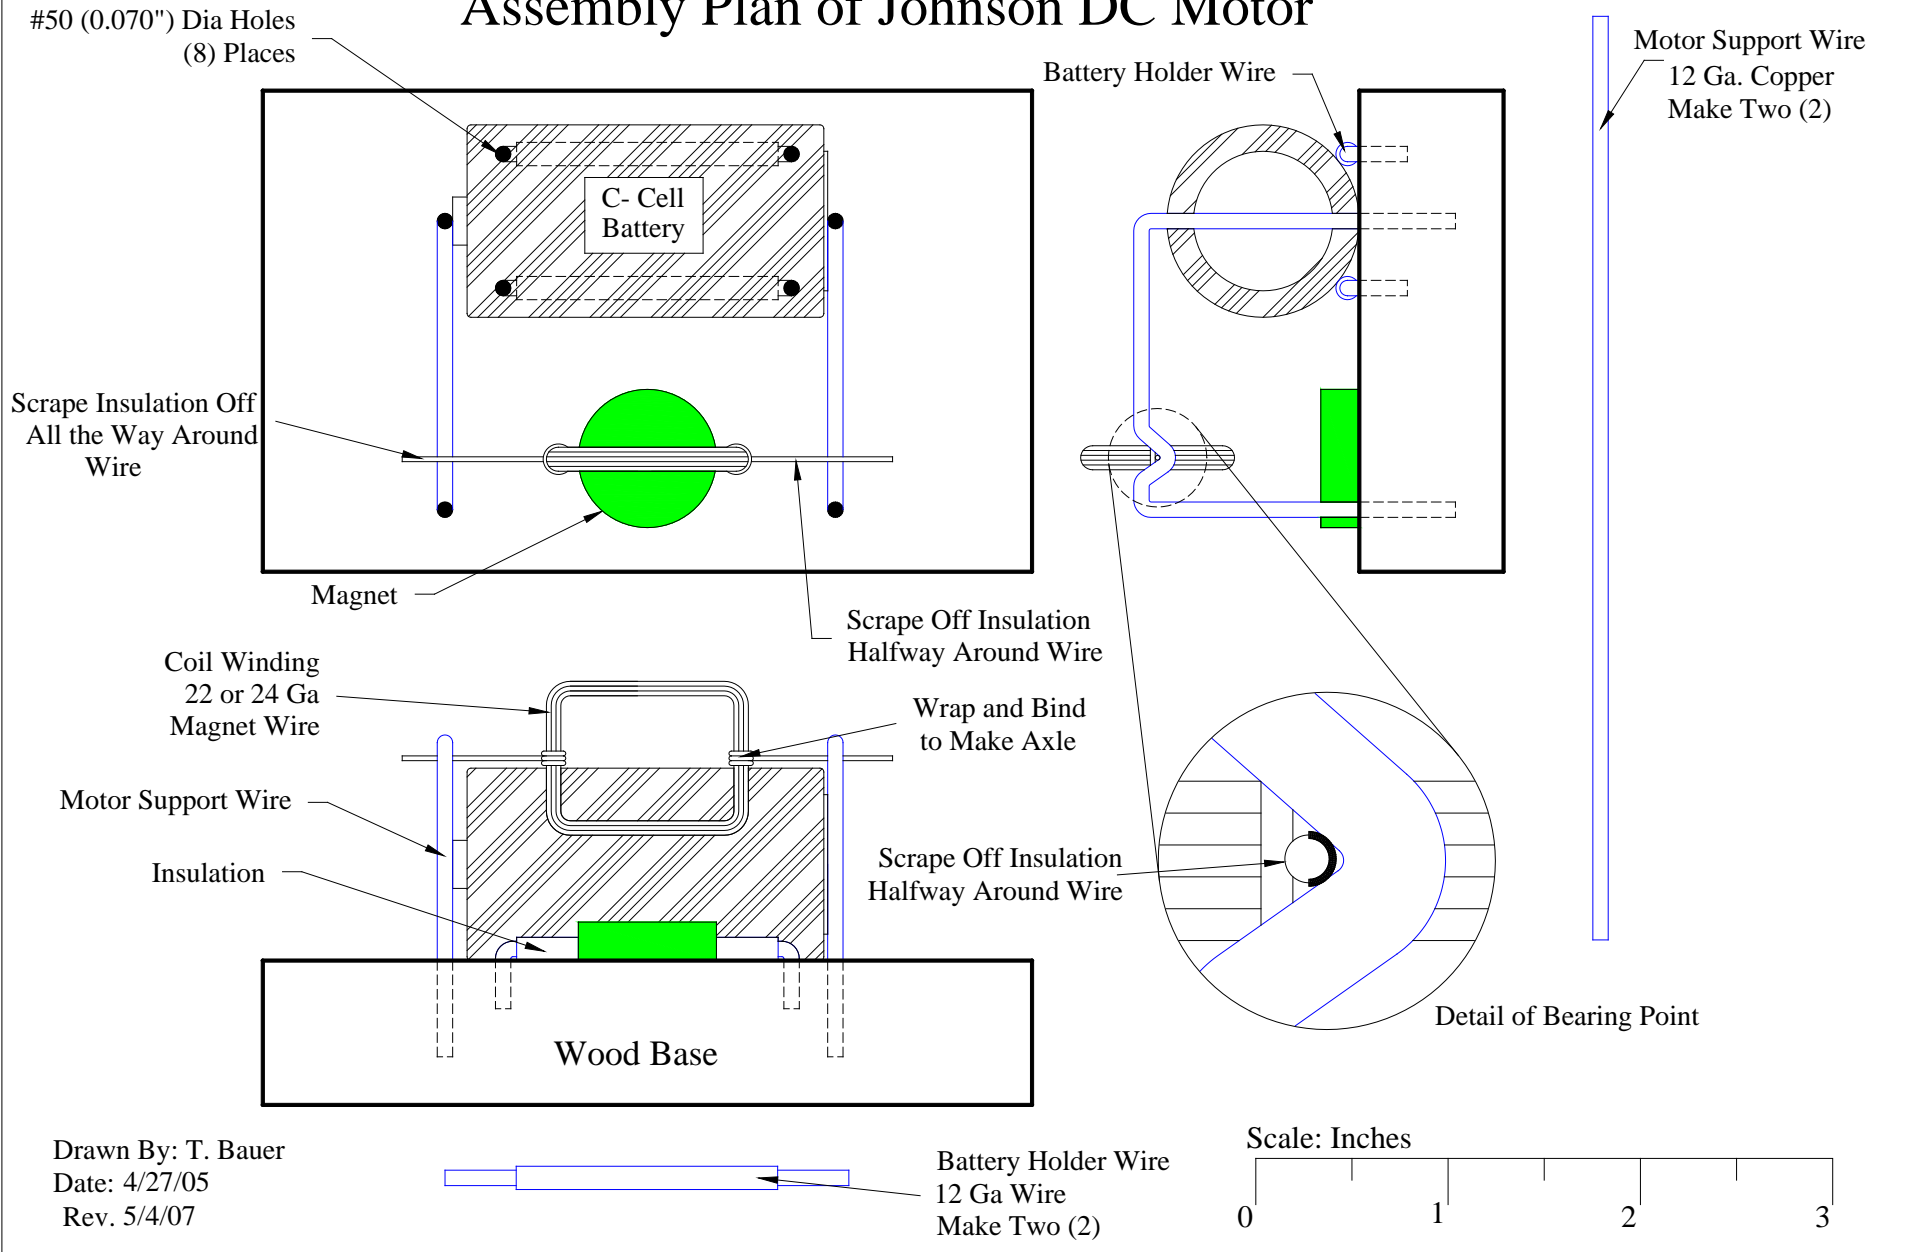 Assembly Plan of Johnson DC Motor
#50 (0.070") Dia Holes
(8) Places
Battery Holder Wire
Motor Support Wire
12 Ga. Copper
Make Two (2)
C- Cell
Battery
Scrape Insulation Off
All the Way Around
Wire
Magnet
Scrape Off Insulation
Halfway Around Wire
Coil Winding
22 or 24 Ga
Magnet Wire
Wrap and Bind
to Make Axle
Motor Support Wire
Insulation
Scrape Off Insulation
Halfway Around Wire
Detail of Bearing Point
Wood Base
Drawn By: T. Bauer
Date: 4/27/05
Rev. 5/4/07
Battery Holder Wire
12 Ga Wire
Make Two (2)
Scale: Inches
0 1 2 3